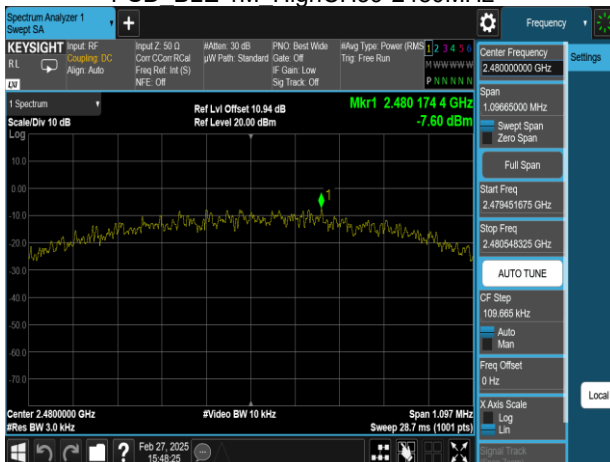 Spectrum Analyzer 1
Swept SA
+
Frequency
KEYSIGHT
RL
LXI
Input: RF
Coupling: DC
Align: Auto
Input Z: 50 Ω
Corr CCorr RCal
Freq Ref: Int (S)
NFE: Off
#Atten: 30 dB
µW Path: Standard
PNO: Best Wide
Gate: Off
IF Gain: Low
Sig Track: Off
#Avg Type: Power (RMS
Trig: Free Run
1 2 3 4 5 6
M W W W W W
P N N N N N
Center Frequency
2.480000000 GHz
Settings
Span
1.09665000 MHz
Swept Span
Zero Span
Full Span
Start Freq
2.479451675 GHz
Stop Freq
2.480548325 GHz
AUTO TUNE
CF Step
109.665 kHz
Auto
Man
Freq Offset
0 Hz
X Axis Scale
Log
Lin
Signal Track
Local
1 Spectrum
Scale/Div 10 dB
Log
Ref Lvl Offset 10.94 dB
Ref Level 20.00 dBm
Mkr1 2.480 174 4 GHz
-7.60 dBm
1
10.0
0.00
-10.0
-20.0
-30.0
-40.0
-50.0
-60.0
-70.0
Center 2.4800000 GHz
#Res BW 3.0 kHz
#Video BW 10 kHz
Span 1.097 MHz
Sweep 28.7 ms (1001 pts)
?
Feb 27, 2025
15:48:25